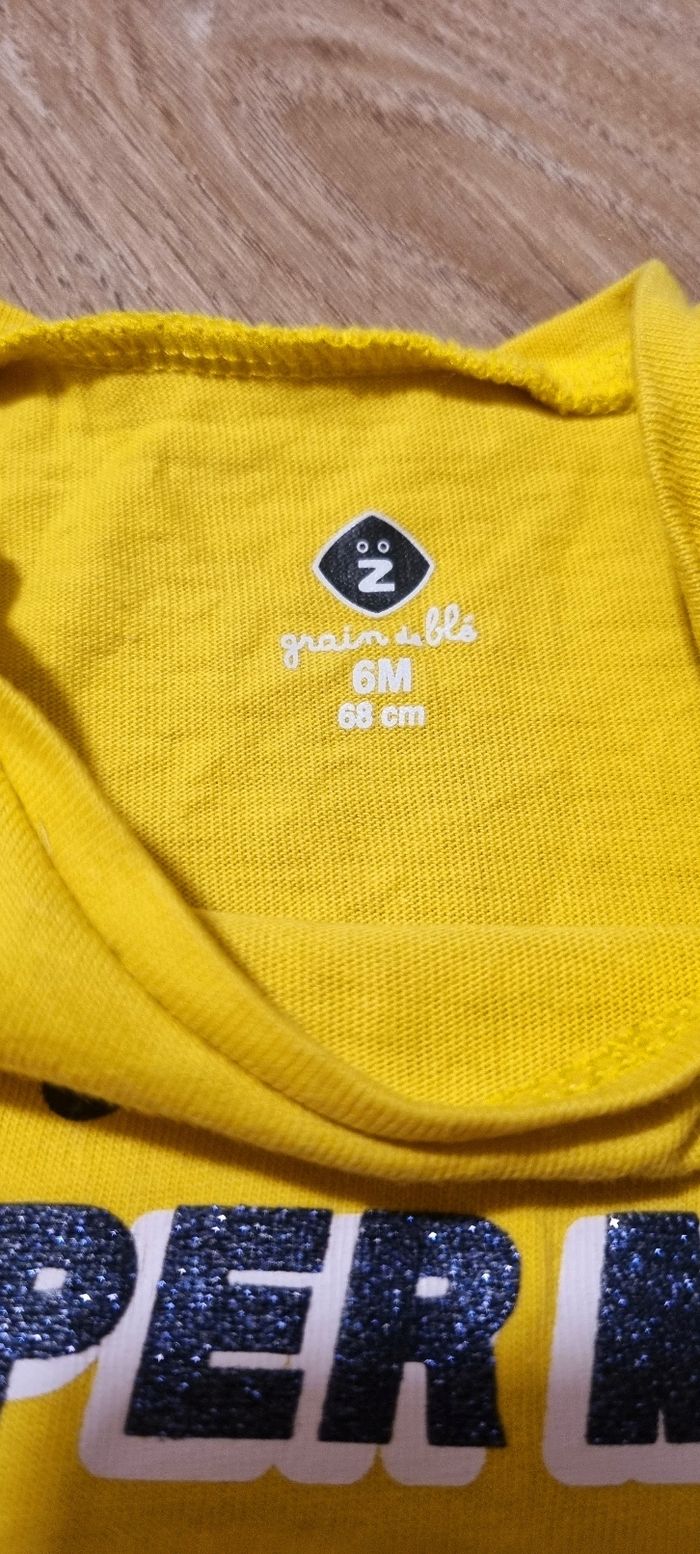 Z
grain de blé
6M
68 cm
PER M